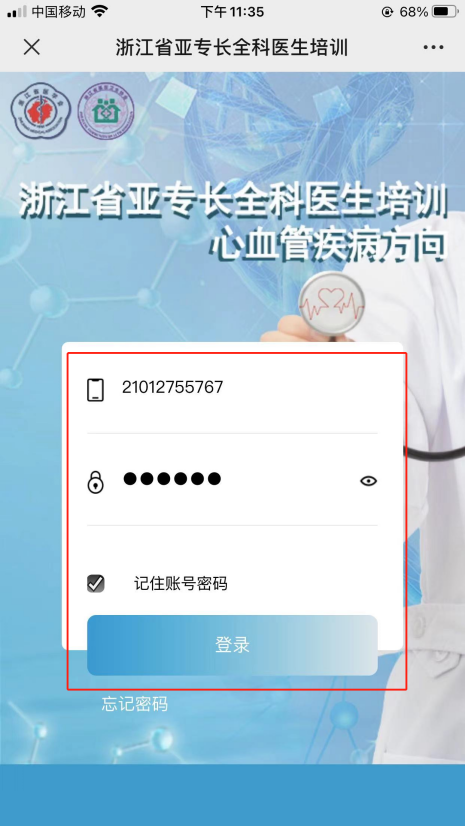 中国移动 下午11:35 68%
浙江省亚专长全科医生培训
浙江省亚专长全科医生培训
心血管疾病方向
21012755767
●●●●●●
记住账号密码
登录
忘记密码